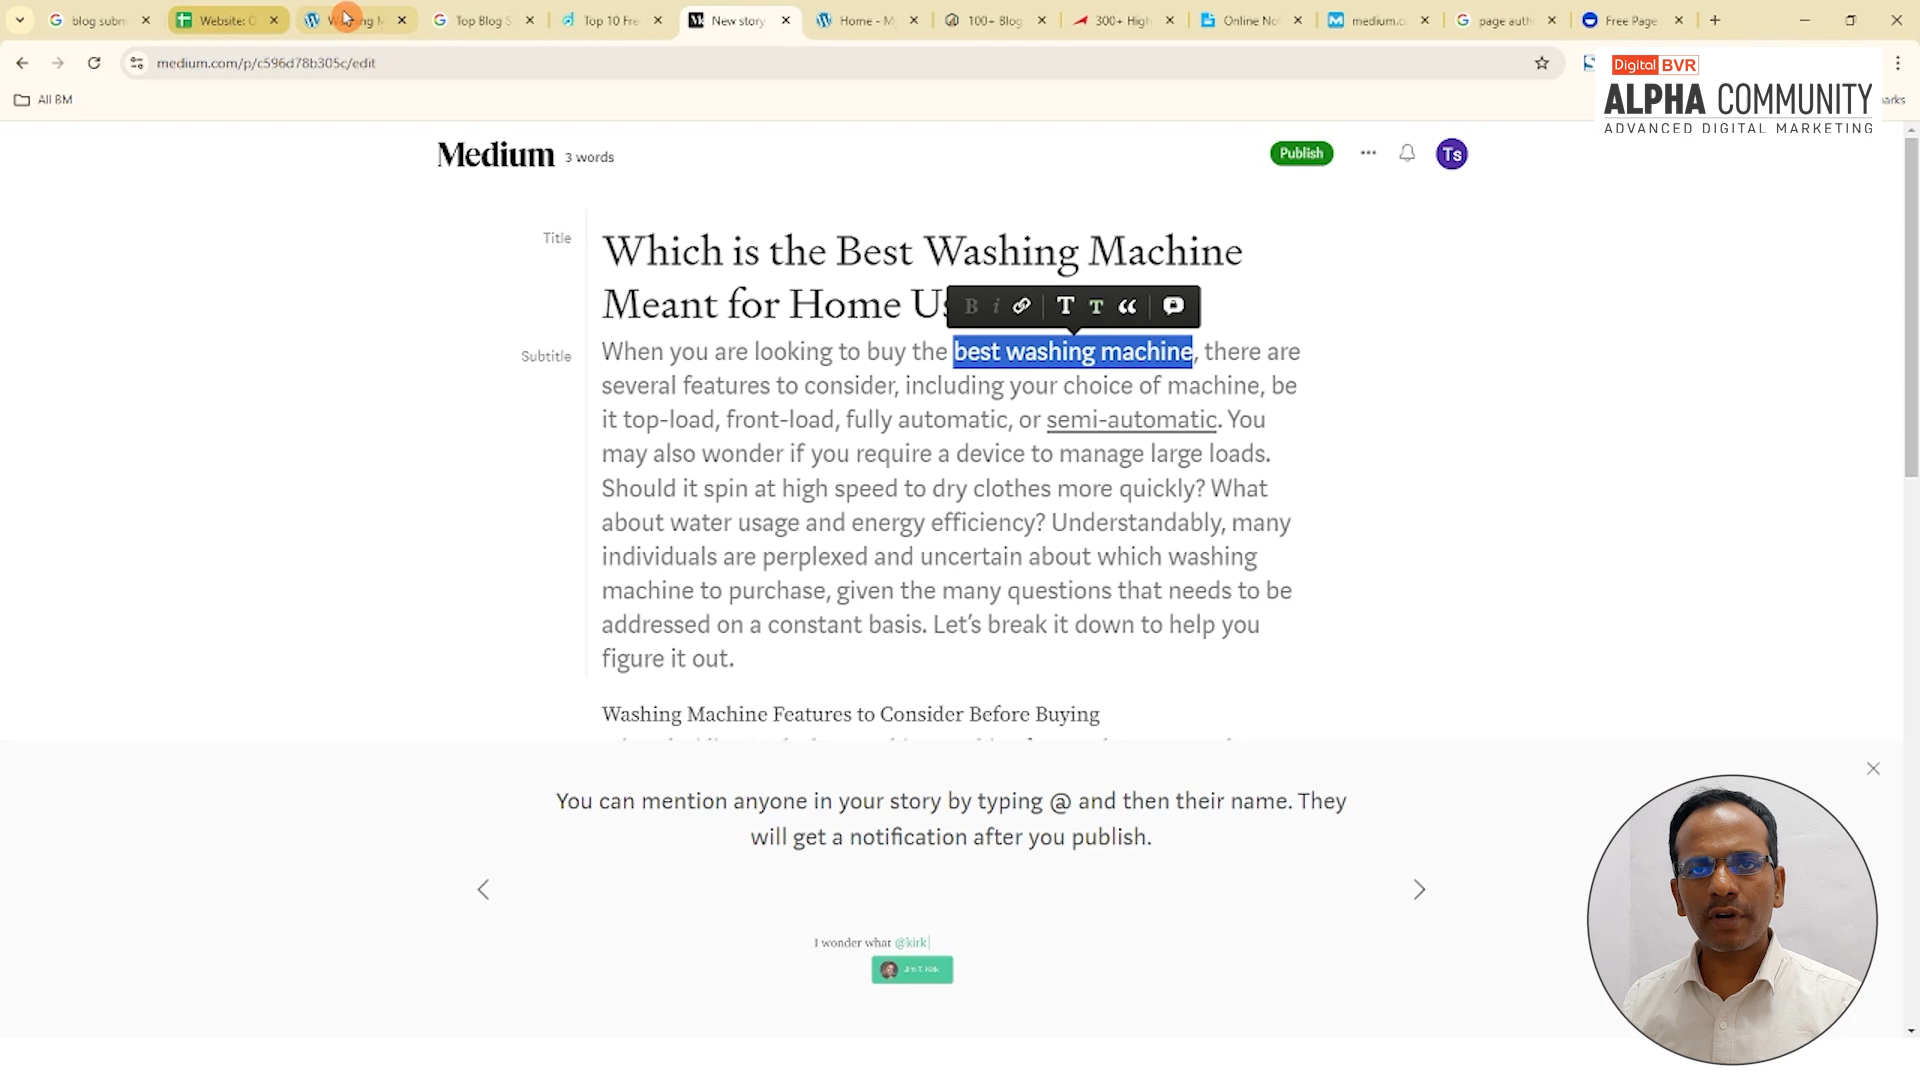 blog subm
Website: C
Top Blog S
Top 10 Fre
New story
Home - My
100+ Blog
300+ High
Online No
medium.co
page auth
Free Page
medium.com/p/c596d78b305c/edit
All BM
Digital BVR
ALPHA COMMUNITY
ADVANCED DIGITAL MARKETING
Medium
3 words
Publish
Ts
Title
Which is the Best Washing Machine
Meant for Home Us
B i T T
Subtitle
When you are looking to buy the best washing machine, there are
several features to consider, including your choice of machine, be
it top-load, front-load, fully automatic, or semi-automatic. You
may also wonder if you require a device to manage large loads.
Should it spin at high speed to dry clothes more quickly? What
about water usage and energy efficiency? Understandably, many
individuals are perplexed and uncertain about which washing
machine to purchase, given the many questions that needs to be
addressed on a constant basis. Let’s break it down to help you
figure it out.
Washing Machine Features to Consider Before Buying
You can mention anyone in your story by typing @ and then their name. They
will get a notification after you publish.
I wonder what @kirk
Jim T. Kirk